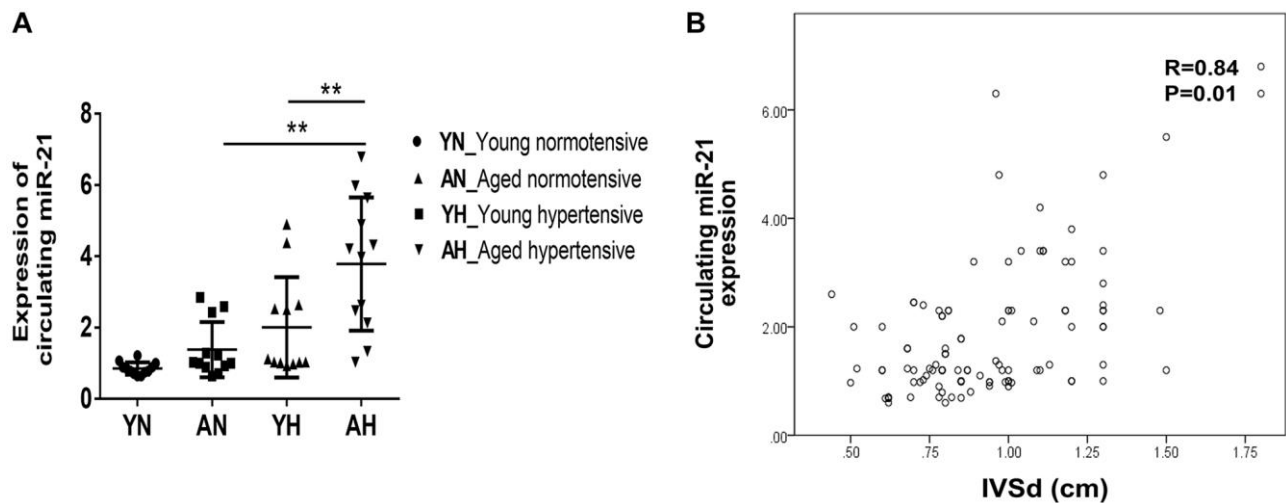 A
**
**
8
6
4
2
0
Expression of
circulating miR-21
YN
AN
YH
AH
YN_Young normotensive
AN_Aged normotensive
YH_Young hypertensive
AH_Aged hypertensive
B
R=0.84
P=0.01
6.00
4.00
2.00
.00
Circulating miR-21
expression
.50
.75
1.00
1.25
1.50
1.75
IVSd (cm)